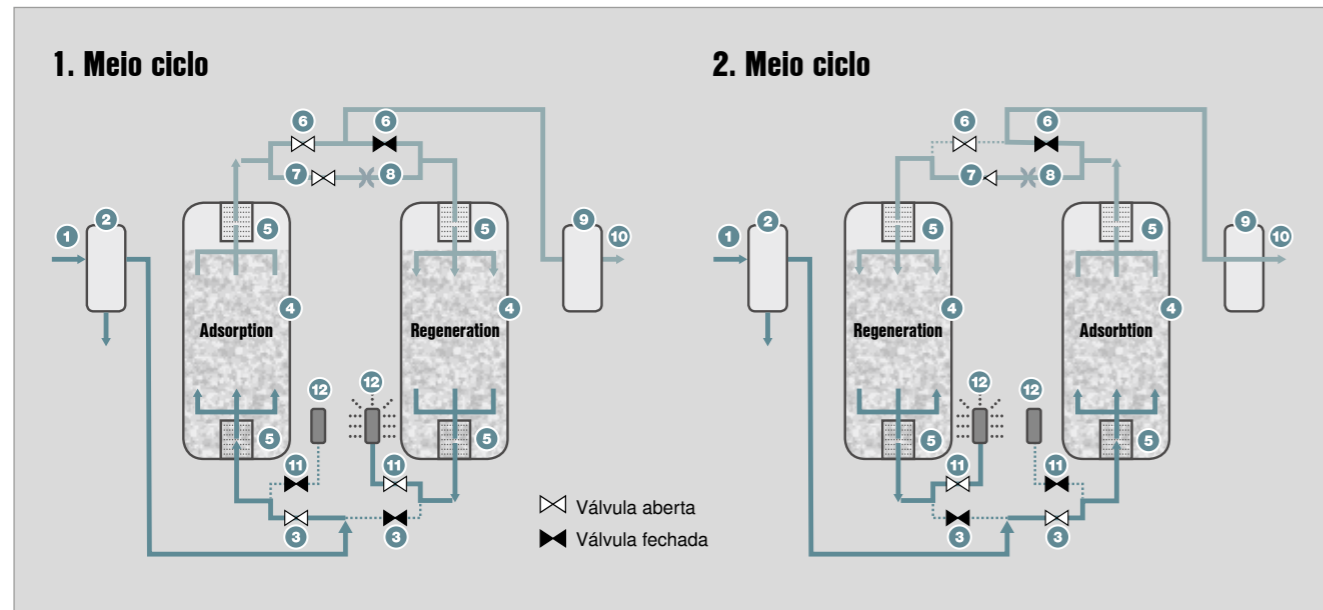 1. Meio ciclo
6 6
7 8
2 5 5 9
1 10
4 4
Adsorption Regeneration
12 12
5 5
11 11
3 3
Válvula aberta
Válvula fechada
2. Meio ciclo
6 6
7 8
2 5 5 9
1 10
4 4
Regeneration Adsorbtion
12 12
5 5
11 11
3 3